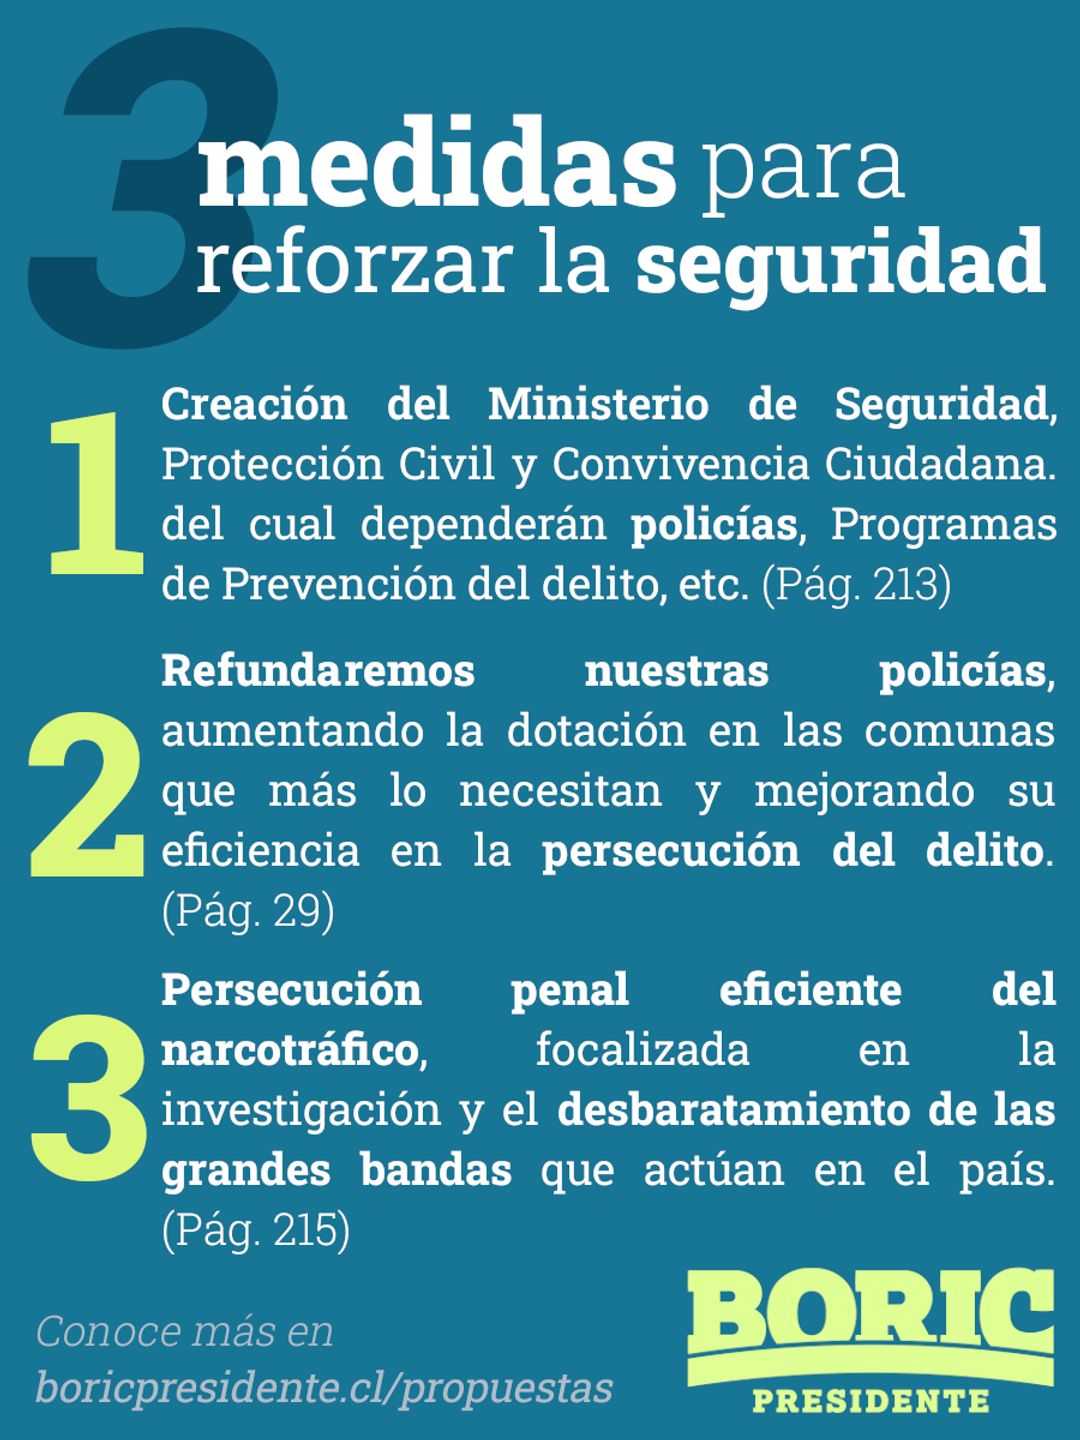 3
medidas para
reforzar la seguridad
1
Creación del Ministerio de Seguridad,
Protección Civil y Convivencia Ciudadana.
del cual dependerán policías, Programas
de Prevención del delito, etc. (Pág. 213)
2
Refundaremos nuestras policías,
aumentando la dotación en las comunas
que más lo necesitan y mejorando su
eficiencia en la persecución del delito.
(Pág. 29)
3
Persecución penal eficiente del
narcotráfico, focalizada en la
investigación y el desbaratamiento de las
grandes bandas que actúan en el país.
(Pág. 215)
Conoce más en
boricpresidente.cl/propuestas
BORIC
PRESIDENTE